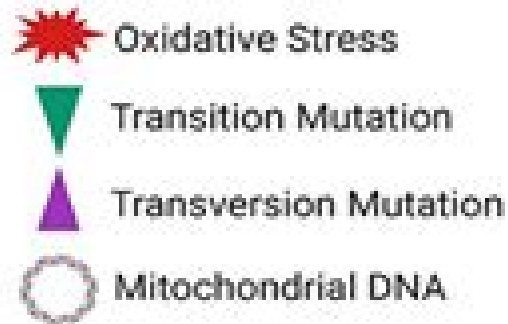 Oxidative Stress
Transition Mutation
Transversion Mutation
Mitochondrial DNA